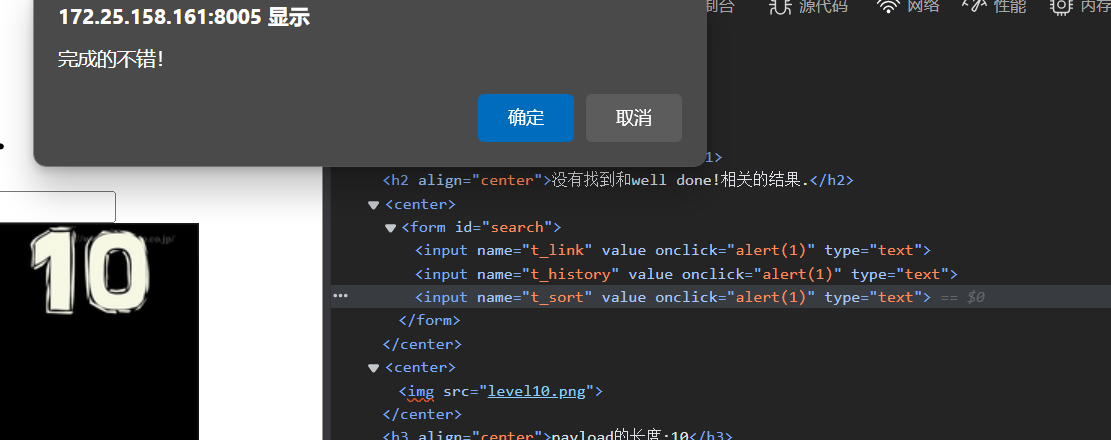 172.25.158.161:8005 显示
制台 源代码 网络 性能 内存
完成的不错!
确定 取消
1>
<h2 align="center">没有找到和well done!相关的结果.</h2>
▼<center>
▼<form id="search">
<input name="t_link" value onclick="alert(1)" type="text">
<input name="t_history" value onclick="alert(1)" type="text">
••• <input name="t_sort" value onclick="alert(1)" type="text"> == $0
</form>
</center>
▼<center>
<img src="level10.png">
</center>
<h3 align="center">payload的长度:10</h3>
10